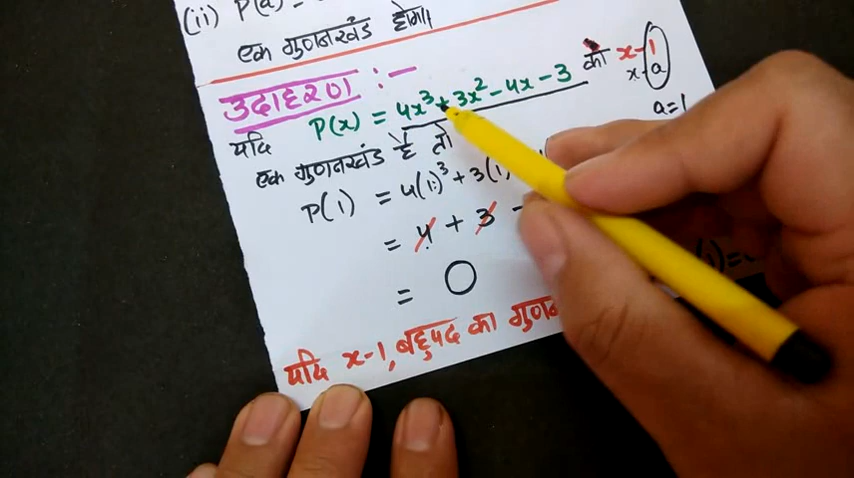 (ii) P(a) =
एक गुणनखंड होगा।
उदाहरण :-
यदि P(x) = 4x³ + 3x² - 4x - 3 का x-1
x-a
a=1
एक गुणनखंड है तो
P(1) = 4(1)³ + 3(1)
= 4 + 3 -
= 0
यदि x-1, बहुपद का